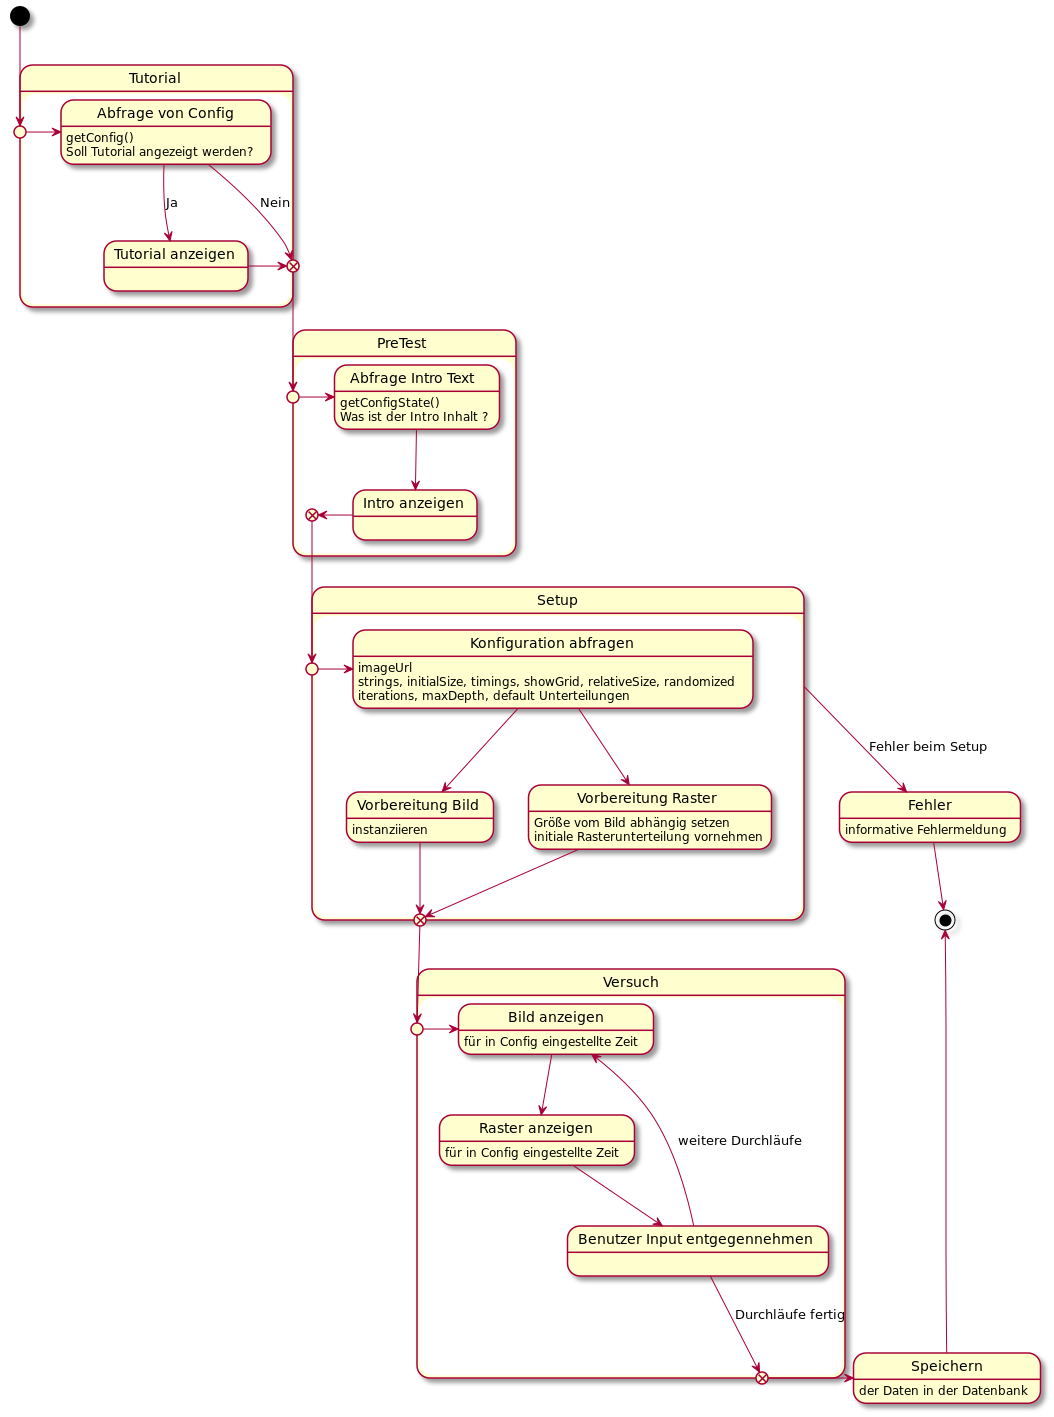 Tutorial
Abfrage von Config
getConfig()
Soll Tutorial angezeigt werden?
Ja
Nein
Tutorial anzeigen
PreTest
Abfrage Intro Text
getConfigState()
Was ist der Intro Inhalt ?
Intro anzeigen
Setup
Konfiguration abfragen
imageUrl
strings, initialSize, timings, showGrid, relativeSize, randomized
iterations, maxDepth, default Unterteilungen
Fehler beim Setup
Vorbereitung Bild
instanziieren
Vorbereitung Raster
Größe vom Bild abhängig setzen
initiale Rasterunterteilung vornehmen
Fehler
informative Fehlermeldung
Versuch
Bild anzeigen
für in Config eingestellte Zeit
Raster anzeigen
für in Config eingestellte Zeit
weitere Durchläufe
Benutzer Input entgegennehmen
Durchläufe fertig
Speichern
der Daten in der Datenbank